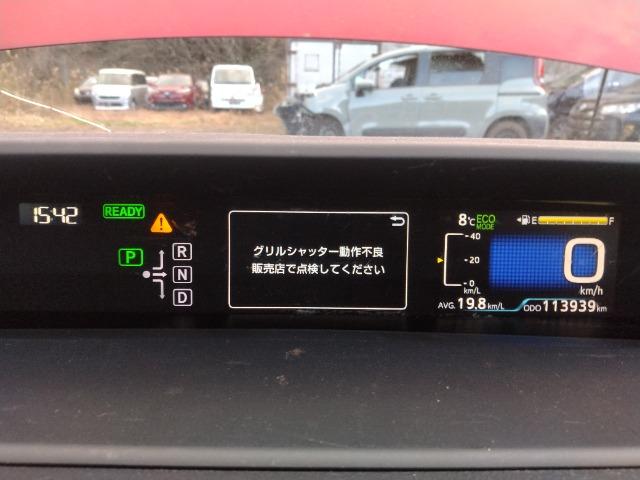 15:42
READY
P
R
N
D
グリルシャッター動作不良
販売店で点検してください
8℃ ECO MODE
E F
40
20
0
km/L
0
km/h
AVG. 19.8 km/L
ODO 113939 km